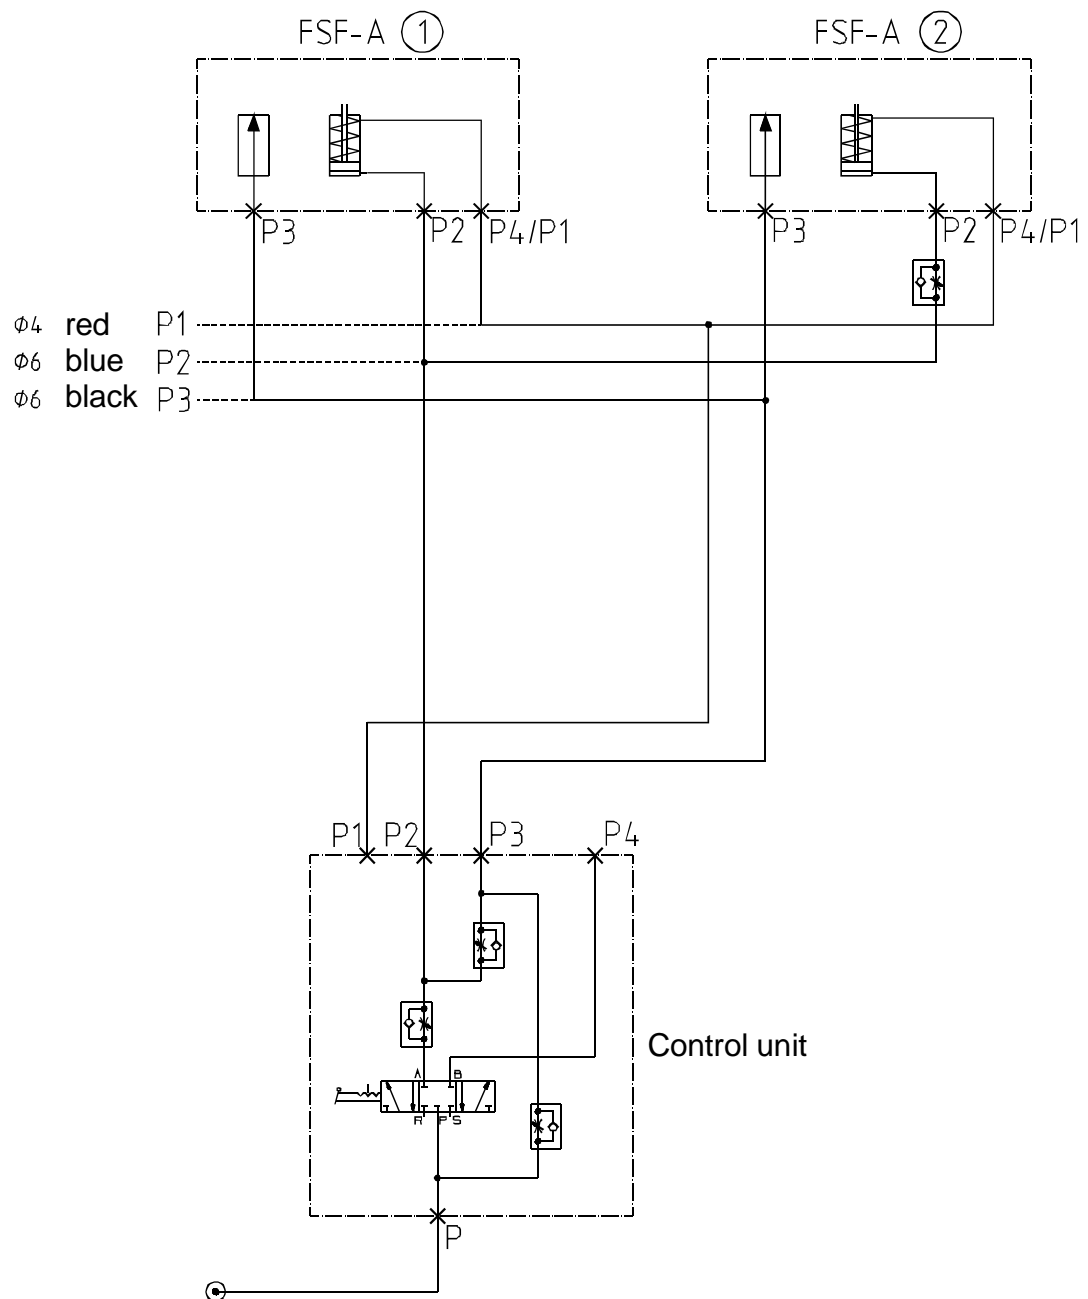 FSF-A 1
FSF-A 2
P3
P2
P4/P1
P3
P2
P4/P1
φ4 red P1
φ6 blue P2
φ6 black P3
P1
P2
P3
P4
Control unit
A
B
R
P
S
P